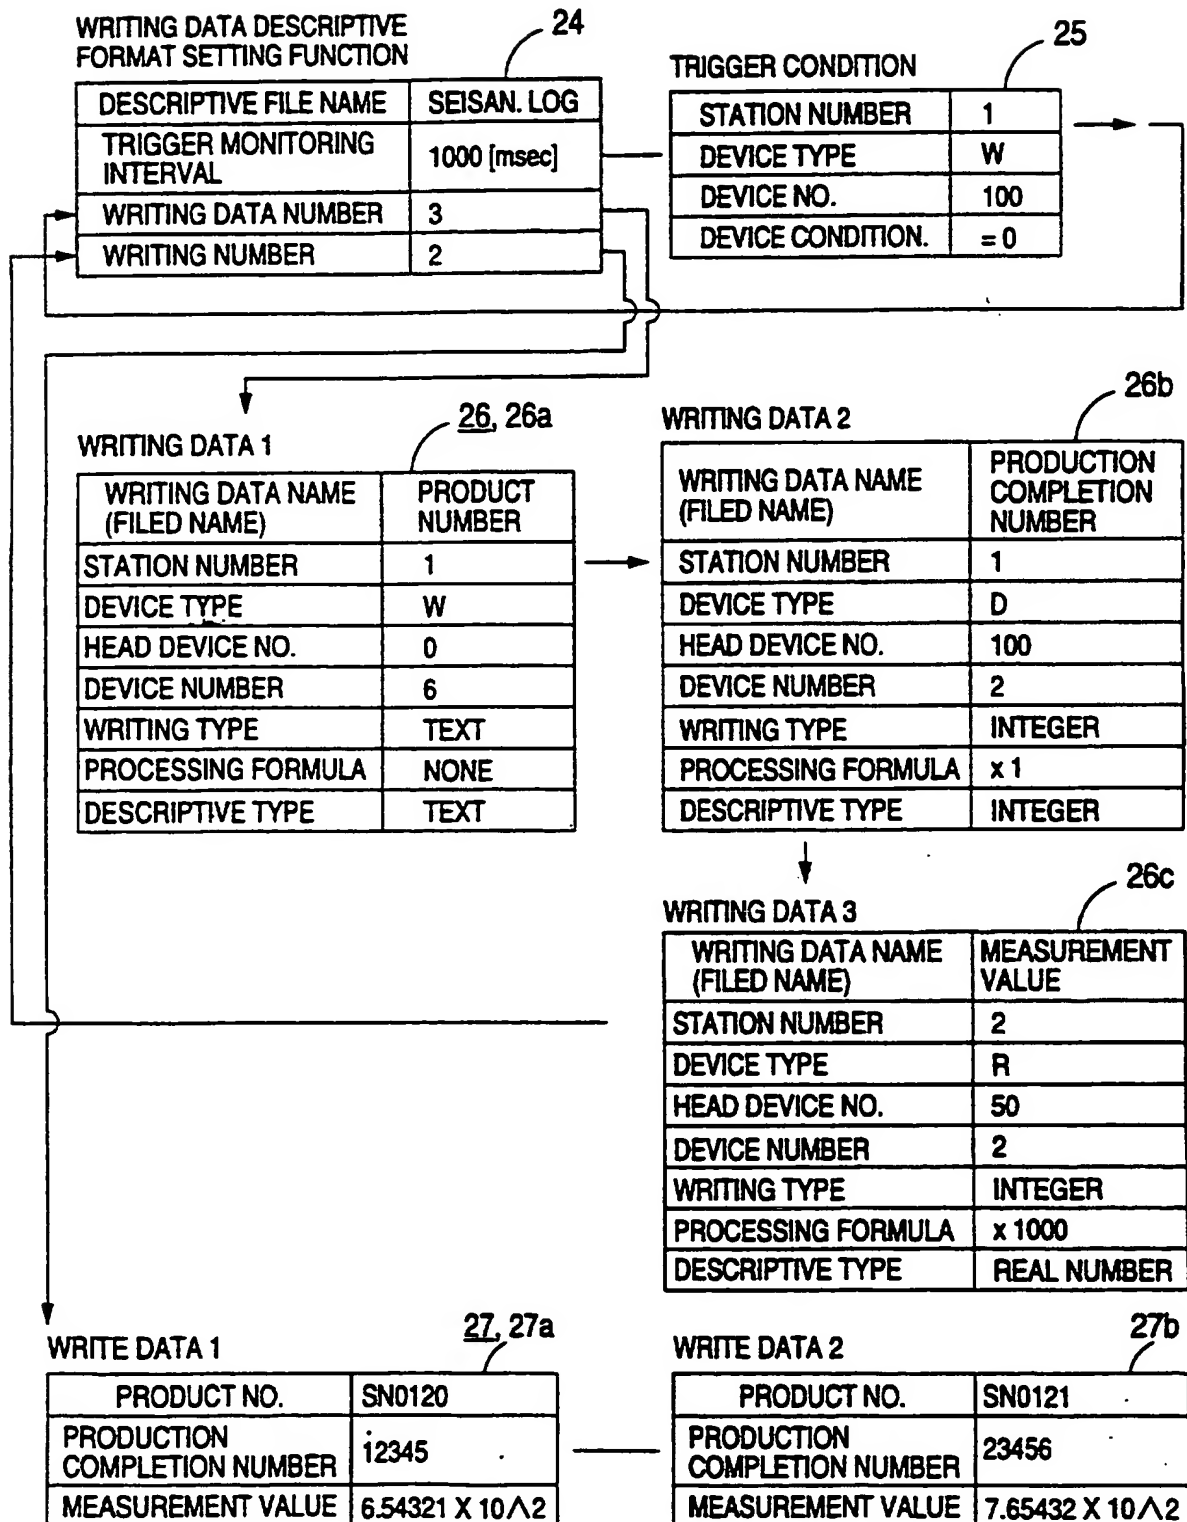 WRITING DATA DESCRIPTIVE
FORMAT SETTING FUNCTION
24
DESCRIPTIVE FILE NAME SEISAN. LOG
TRIGGER MONITORING
INTERVAL
1000 [msec]
WRITING DATA NUMBER 3
WRITING NUMBER 2
25
TRIGGER CONDITION
STATION NUMBER 1
DEVICE TYPE W
DEVICE NO. 100
DEVICE CONDITION. = 0
26, 26a
WRITING DATA 1
WRITING DATA NAME
(FILED NAME)
PRODUCT
NUMBER
STATION NUMBER 1
DEVICE TYPE W
HEAD DEVICE NO. 0
DEVICE NUMBER 6
WRITING TYPE TEXT
PROCESSING FORMULA NONE
DESCRIPTIVE TYPE TEXT
26b
WRITING DATA 2
WRITING DATA NAME
(FILED NAME)
PRODUCTION
COMPLETION
NUMBER
STATION NUMBER 1
DEVICE TYPE D
HEAD DEVICE NO. 100
DEVICE NUMBER 2
WRITING TYPE INTEGER
PROCESSING FORMULA x 1
DESCRIPTIVE TYPE INTEGER
26c
WRITING DATA 3
WRITING DATA NAME
(FILED NAME)
MEASUREMENT
VALUE
STATION NUMBER 2
DEVICE TYPE R
HEAD DEVICE NO. 50
DEVICE NUMBER 2
WRITING TYPE INTEGER
PROCESSING FORMULA x 1000
DESCRIPTIVE TYPE REAL NUMBER
27, 27a
WRITE DATA 1
PRODUCT NO. SN0120
PRODUCTION
COMPLETION NUMBER
12345
MEASUREMENT VALUE 6.54321 X 10∧2
27b
WRITE DATA 2
PRODUCT NO. SN0121
PRODUCTION
COMPLETION NUMBER
23456
MEASUREMENT VALUE 7.65432 X 10∧2